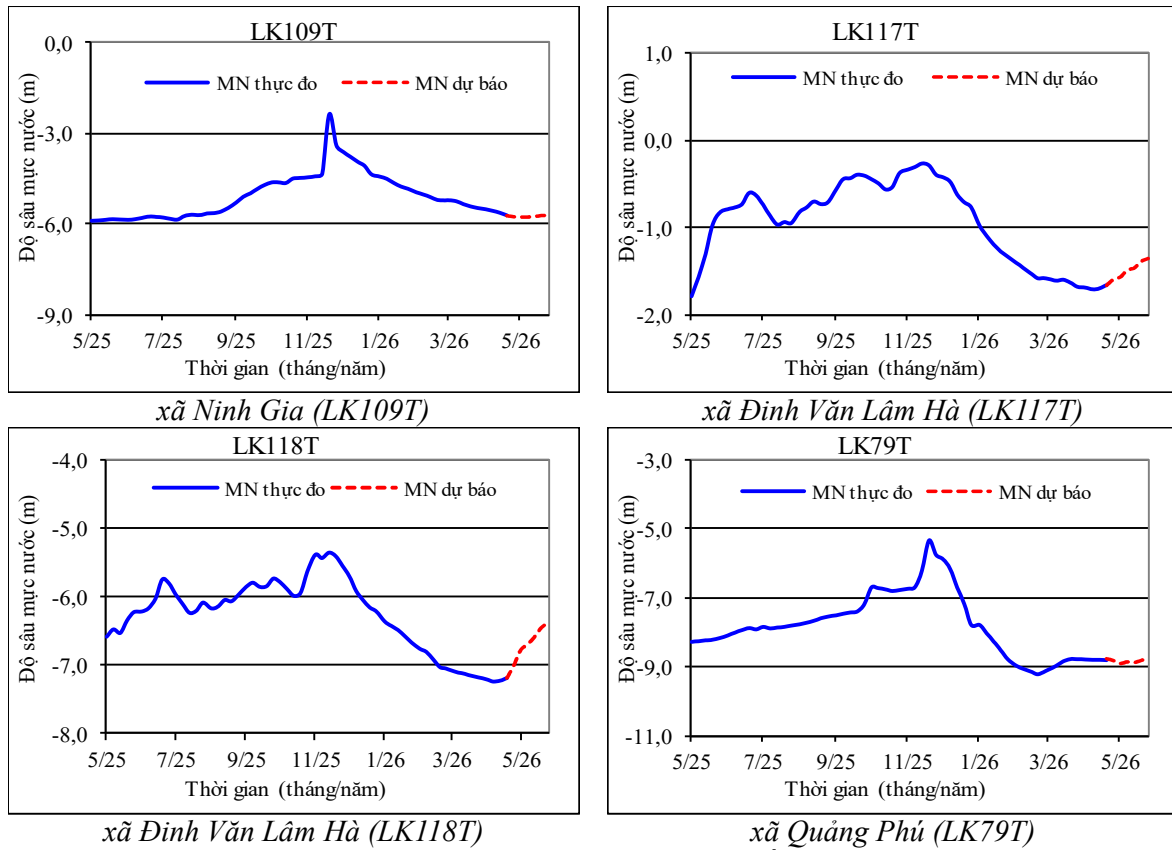 LK109T
MN thực đo MN dự báo
Độ sâu mực nước (m)
0,0
-3,0
-6,0
-9,0
5/25 7/25 9/25 11/25 1/26 3/26 5/26
Thời gian (tháng/năm)
xã Ninh Gia (LK109T)
LK117T
MN thực đo MN dự báo
Độ sâu mực nước (m)
1,0
0,0
-1,0
-2,0
5/25 7/25 9/25 11/25 1/26 3/26 5/26
Thời gian (tháng/năm)
xã Đinh Văn Lâm Hà (LK117T)
LK118T
MN thực đo MN dự báo
Độ sâu mực nước (m)
-4,0
-5,0
-6,0
-7,0
-8,0
5/25 7/25 9/25 11/25 1/26 3/26 5/26
Thời gian (tháng/năm)
xã Đinh Văn Lâm Hà (LK118T)
LK79T
MN thực đo MN dự báo
Độ sâu mực nước (m)
-3,0
-5,0
-7,0
-9,0
-11,0
5/25 7/25 9/25 11/25 1/26 3/26 5/26
Thời gian (tháng/năm)
xã Quảng Phú (LK79T)